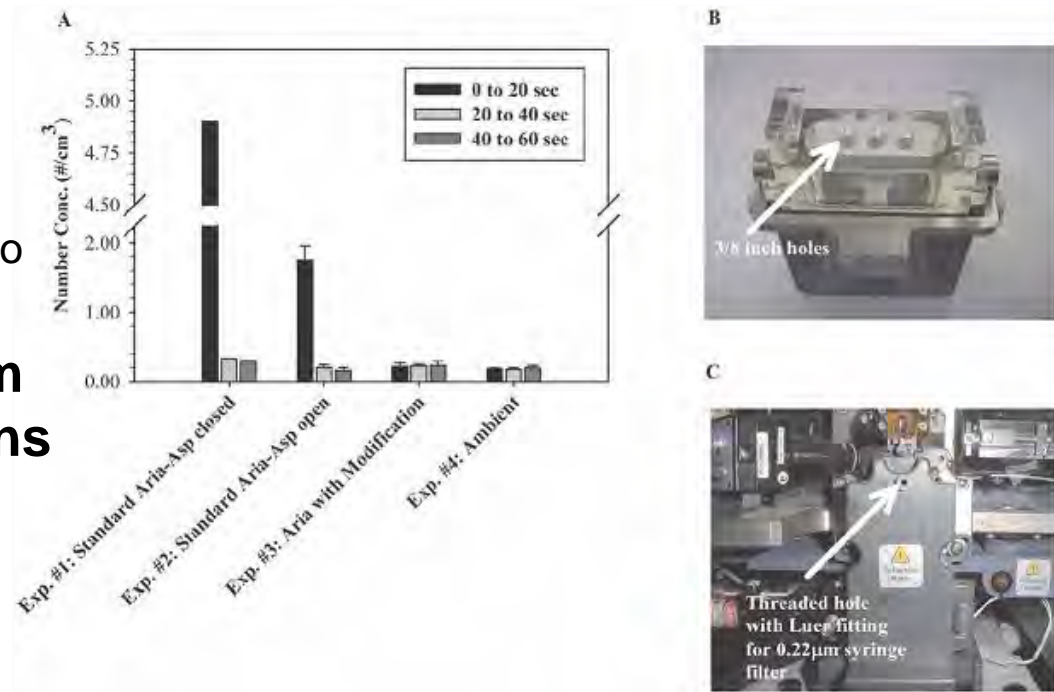 A
5.25
5.00
4.75
4.50
2.00
1.00
0.00
Number Conc. (#/cm³)
0 to 20 sec
20 to 40 sec
40 to 60 sec
Exp. #1: Standard Aria-Asp closed
Exp. #2: Standard Aria-Asp open
Exp. #3: Aria with Modification
Exp. #4: Ambient
o
ns
B
3/8 inch holes
C
Threaded hole
with Luer fitting
for 0.22μm syringe
filter